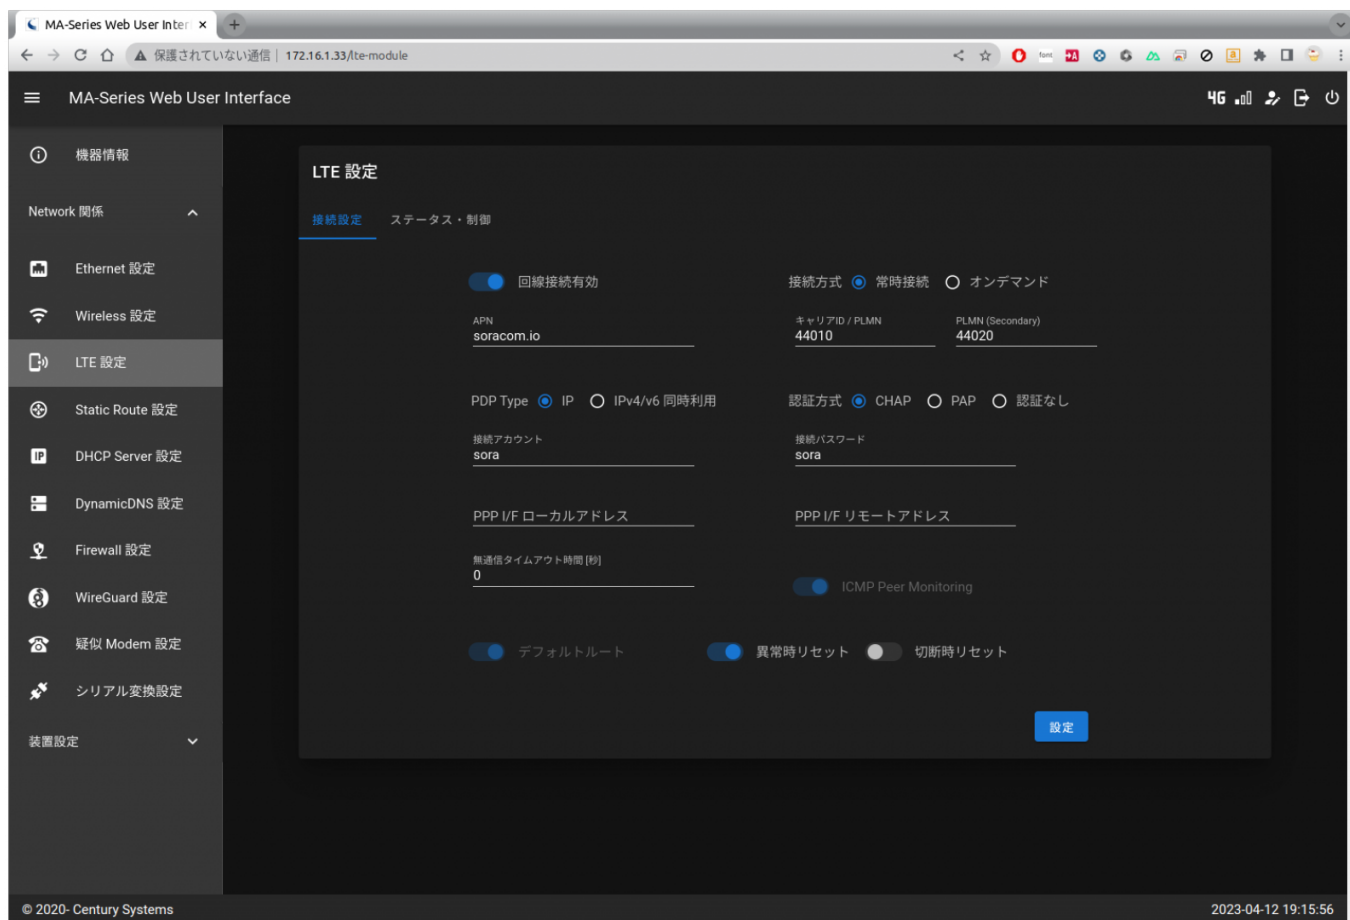 MA-Series Web User Inter
保護されていない通信 | 172.16.1.33/lte-module
MA-Series Web User Interface
4G
機器情報
Network 関係
Ethernet 設定
Wireless 設定
LTE 設定
Static Route 設定
IP DHCP Server 設定
DynamicDNS 設定
Firewall 設定
WireGuard 設定
疑似 Modem 設定
シリアル変換設定
装置設定
LTE 設定
接続設定 ステータス・制御
回線接続有効 接続方式 常時接続 オンデマンド
APN キャリアID / PLMN PLMN (Secondary)
soracom.io 44010 44020
PDP Type IP IPv4/v6 同時利用 認証方式 CHAP PAP 認証なし
接続アカウント 接続パスワード
sora sora
PPP I/F ローカルアドレス PPP I/F リモートアドレス
無通信タイムアウト時間 [秒]
0
ICMP Peer Monitoring
デフォルトルート 異常時リセット 切断時リセット
設定
© 2020- Century Systems 2023-04-12 19:15:56